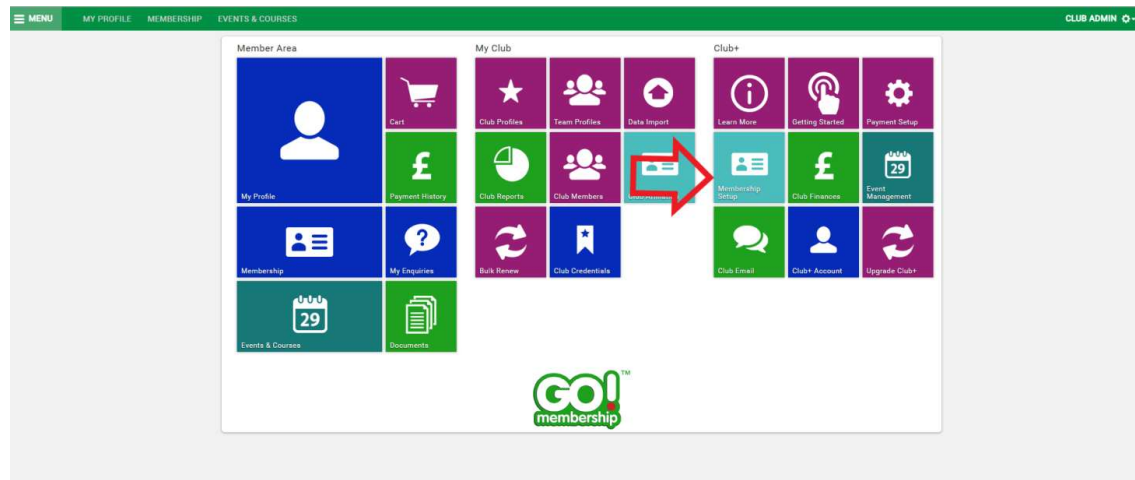 MENU MY PROFILE MEMBERSHIP EVENTS & COURSES CLUB ADMIN
Member Area
My Profile
Cart
Payment History
Membership
My Enquiries
29
Events & Courses
Documents
My Club
Club Profiles
Team Profiles
Data Import
Club Reports
Club Members
Club
Bulk Renew
Club Credentials
Club+
Learn More
Getting Started
Payment Setup
Membership
Setup
Club Finances
29
Event
Management
Club Email
Club+ Account
Upgrade Club+
GO!™
membership